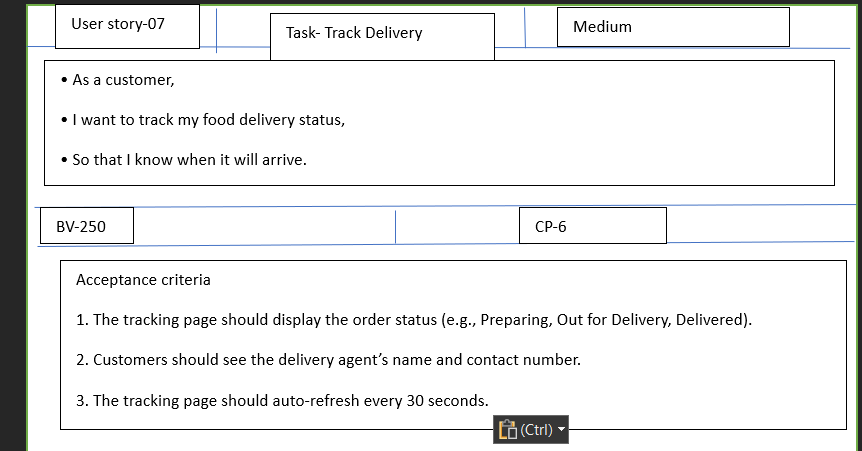 User story-07
Task- Track Delivery
Medium
• As a customer,
• I want to track my food delivery status,
• So that I know when it will arrive.
BV-250
CP-6
Acceptance criteria
1. The tracking page should display the order status (e.g., Preparing, Out for Delivery, Delivered).
2. Customers should see the delivery agent’s name and contact number.
3. The tracking page should auto-refresh every 30 seconds.
(Ctrl)